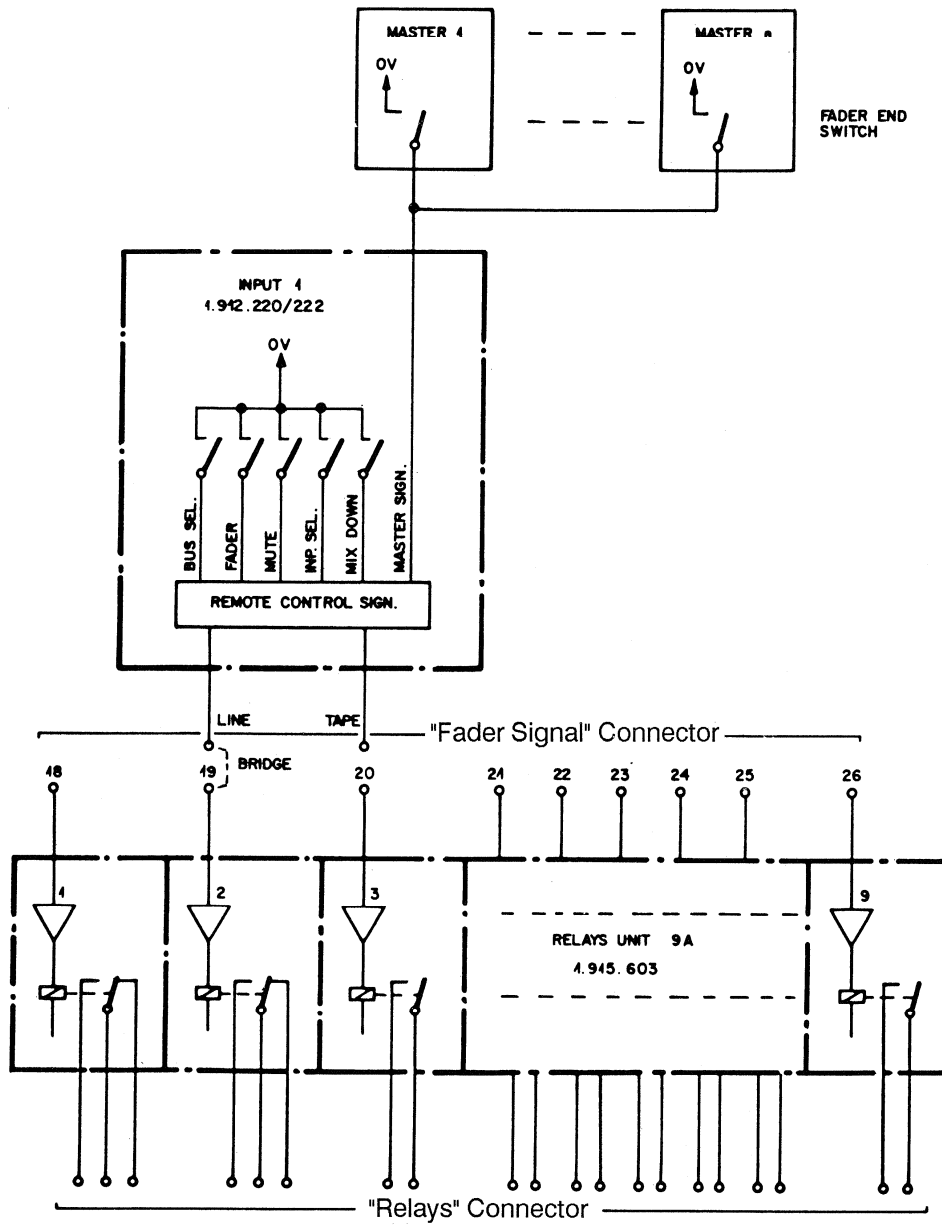 MASTER 1
MASTER n
0V
0V
FADER END
SWITCH
INPUT 1
1.912.220/222
0V
BUS SEL.
FADER
MUTE
INP. SEL.
MIX DOWN
MASTER SIGN.
REMOTE CONTROL SIGN.
LINE
TAPE
"Fader Signal" Connector
BRIDGE
18
19
20
21
22
23
24
25
26
1
2
3
9
RELAYS UNIT 9A
1.915.603
"Relays" Connector